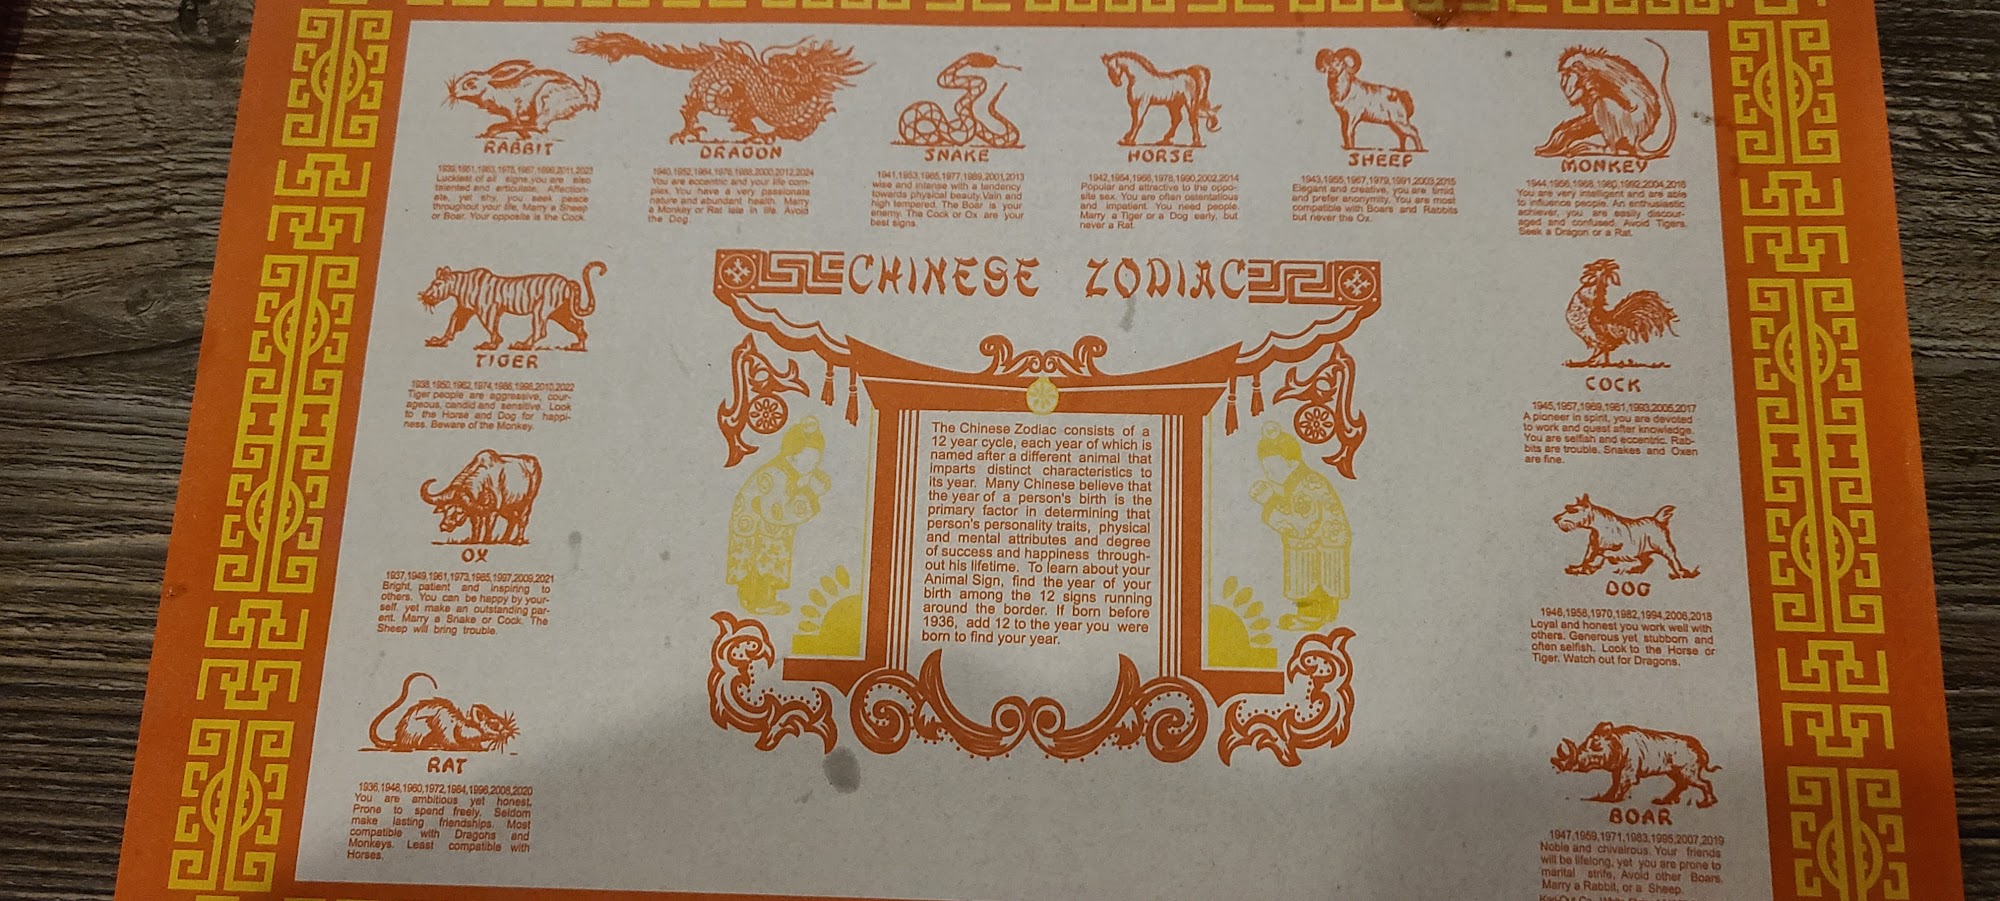 RABBIT
1939,1951,1963,1975,1987,1999,2011,2023
Luckiest of all signs, you are also
talented and articulate. Affection-
ate, yet shy, you seek peace
throughout your life. Marry a Sheep
or Boar. Your opposite is the Cock.
DRAGON
1940,1952,1964,1976,1988,2000,2012,2024
You are eccentric and your life com-
plex. You have a very passionate
nature and abundant health. Marry
a Monkey or Rat late in life. Avoid
the Dog.
SNAKE
1941,1953,1965,1977,1989,2001,2013
wise and intense with a tendency
towards physical beauty. Vain and
high tempered. The Boar is your
enemy. The Cock or Ox are your
best signs.
HORSE
1942,1954,1966,1978,1990,2002,2014
Popular and attractive to the oppo-
site sex. You are often ostentatious
and impatient. You need people.
Marry a Tiger or a Dog early, but
never a Rat.
SHEEP
1943,1955,1967,1979,1991,2003,2015
Elegant and creative, you are timid
and prefer anonymity. You are most
compatible with Boars and Rabbits
but never the Ox.
MONKEY
1944,1956,1968,1980,1992,2004,2016
You are very intelligent and are able
to influence people. An enthusiastic
achiever, you are easily discour-
aged and confused. Avoid Tigers.
Seek a Dragon or a Rat.
TIGER
1938,1950,1962,1974,1986,1998,2010,2022
Tiger people are aggressive, cour-
ageous, candid and sensitive. Look
to the Horse and Dog for happi-
ness. Beware of the Monkey.
CHINESE ZODIAC
COCK
1945,1957,1969,1981,1993,2005,2017
A pioneer in spirit, you are devoted
to work and quest after knowledge.
You are selfish and eccentric. Rab-
bits are trouble. Snakes and Oxen
are fine.
OX
1937,1949,1961,1973,1985,1997,2009,2021
Bright, patient and inspiring to
others. You can be happy by your-
self, yet make an outstanding par-
ent. Marry a Snake or Cock. The
Sheep will bring trouble.
The Chinese Zodiac consists of a
12 year cycle, each year of which is
named after a different animal that
imparts distinct characteristics to
its year. Many Chinese believe that
the year of a person's birth is the
primary factor in determining that
person's personality traits, physical
and mental attributes and degree
of success and happiness through-
out his lifetime. To learn about your
Animal Sign, find the year of your
birth among the 12 signs running
around the border. If born before
1936, add 12 to the year you were
born to find your year.
DOG
1946,1958,1970,1982,1994,2006,2018
Loyal and honest you work well with
others. Generous yet stubborn and
often selfish. Look to the Horse or
Tiger. Watch out for Dragons.
RAT
1936,1948,1960,1972,1984,1996,2008,2020
You are ambitious yet honest.
Prone to spend freely. Seldom
make lasting friendships. Most
compatible with Dragons and
Monkeys. Least compatible with
Horses.
BOAR
1947,1959,1971,1983,1995,2007,2019
Noble and chivalrous. Your friends
will be lifelong, yet you are prone to
marital strife. Avoid other Boars.
Marry a Rabbit, or a Sheep.